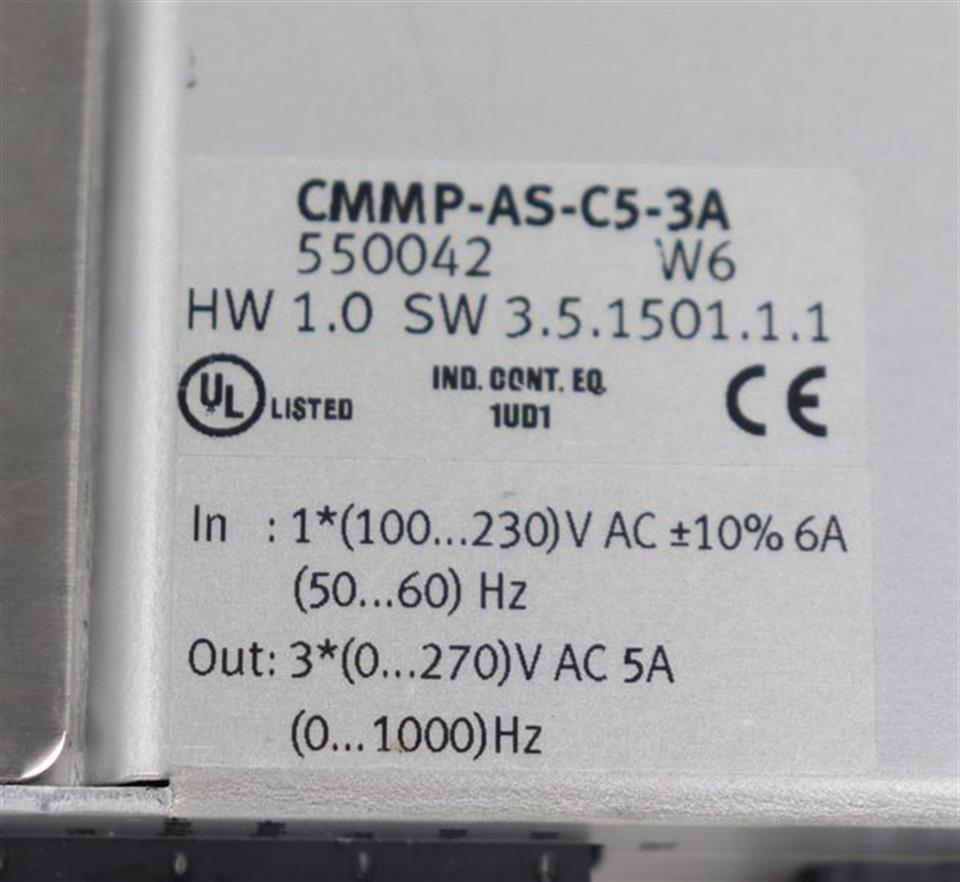 CMMP-AS-C5-3A
550042 W6
HW 1.0 SW 3.5.1501.1.1
UL LISTED IND. CONT. EQ. 1UD1 CE
In : 1*(100...230)V AC ±10% 6A
(50...60) Hz
Out: 3*(0...270)V AC 5A
(0...1000)Hz